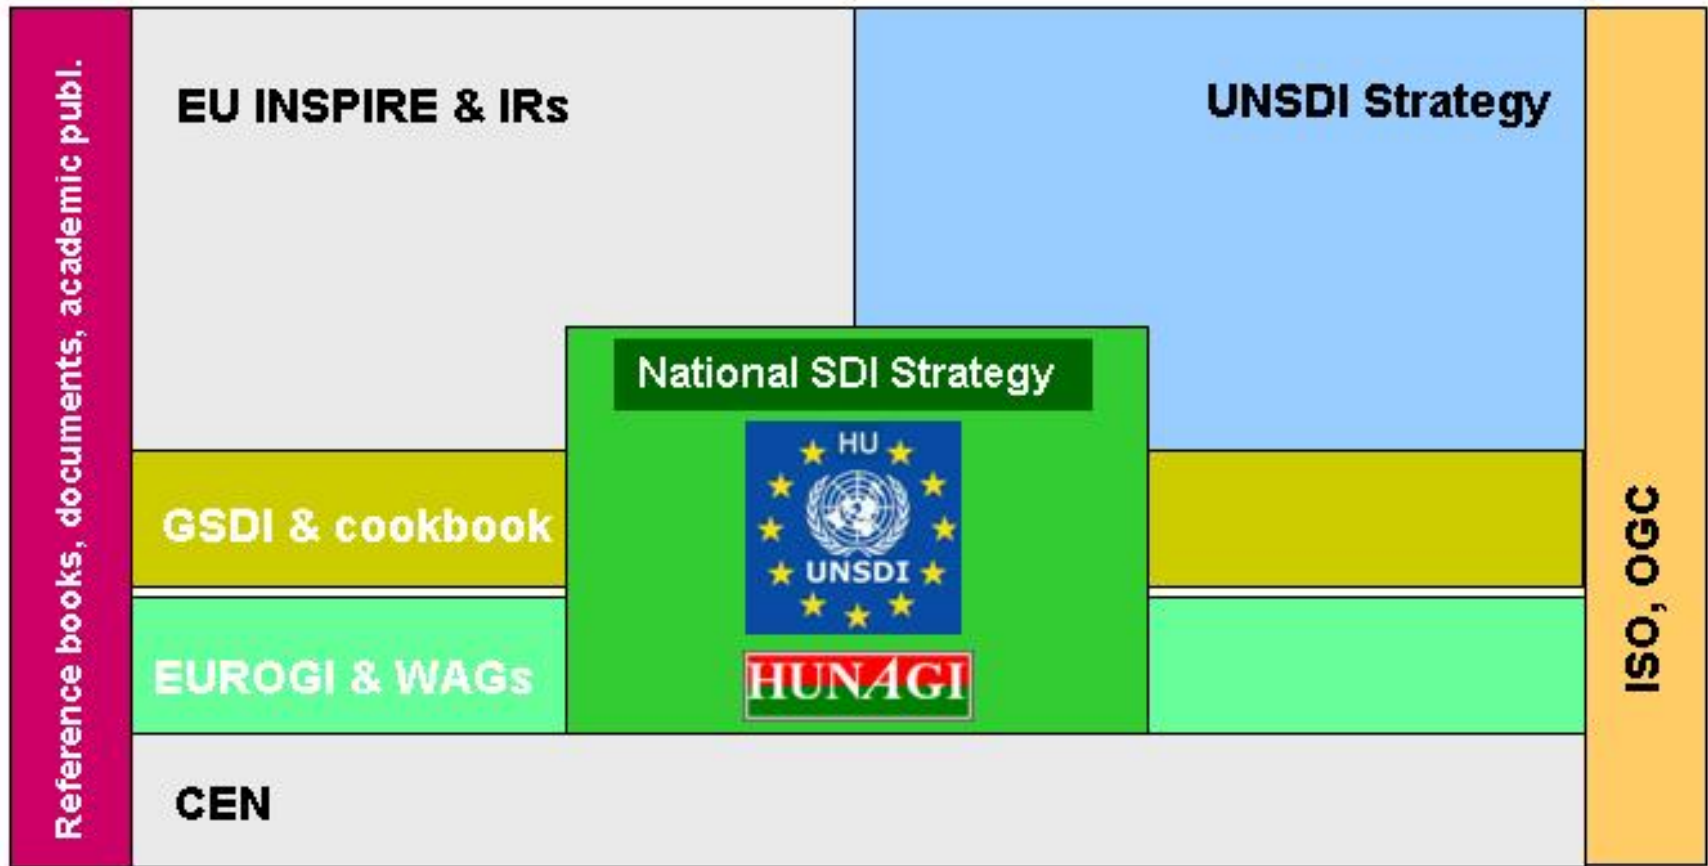 Reference books, documents, academic publ.
EU INSPIRE & IRs
UNSDI Strategy
National SDI Strategy
HU
UNSDI
HUNAGI
GSDI & cookbook
EUROGI & WAGs
CEN
ISO, OGC